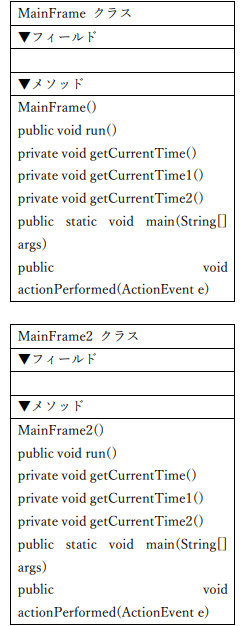 MainFrame クラス
▼フィールド
▼メソッド
MainFrame()
public void run()
private void getCurrentTime()
private void getCurrentTime1()
private void getCurrentTime2()
public static void main(String[]
args)
public void
actionPerformed(ActionEvent e)
MainFrame2 クラス
▼フィールド
▼メソッド
MainFrame2()
public void run()
private void getCurrentTime()
private void getCurrentTime1()
private void getCurrentTime2()
public static void main(String[]
args)
public void
actionPerformed(ActionEvent e)